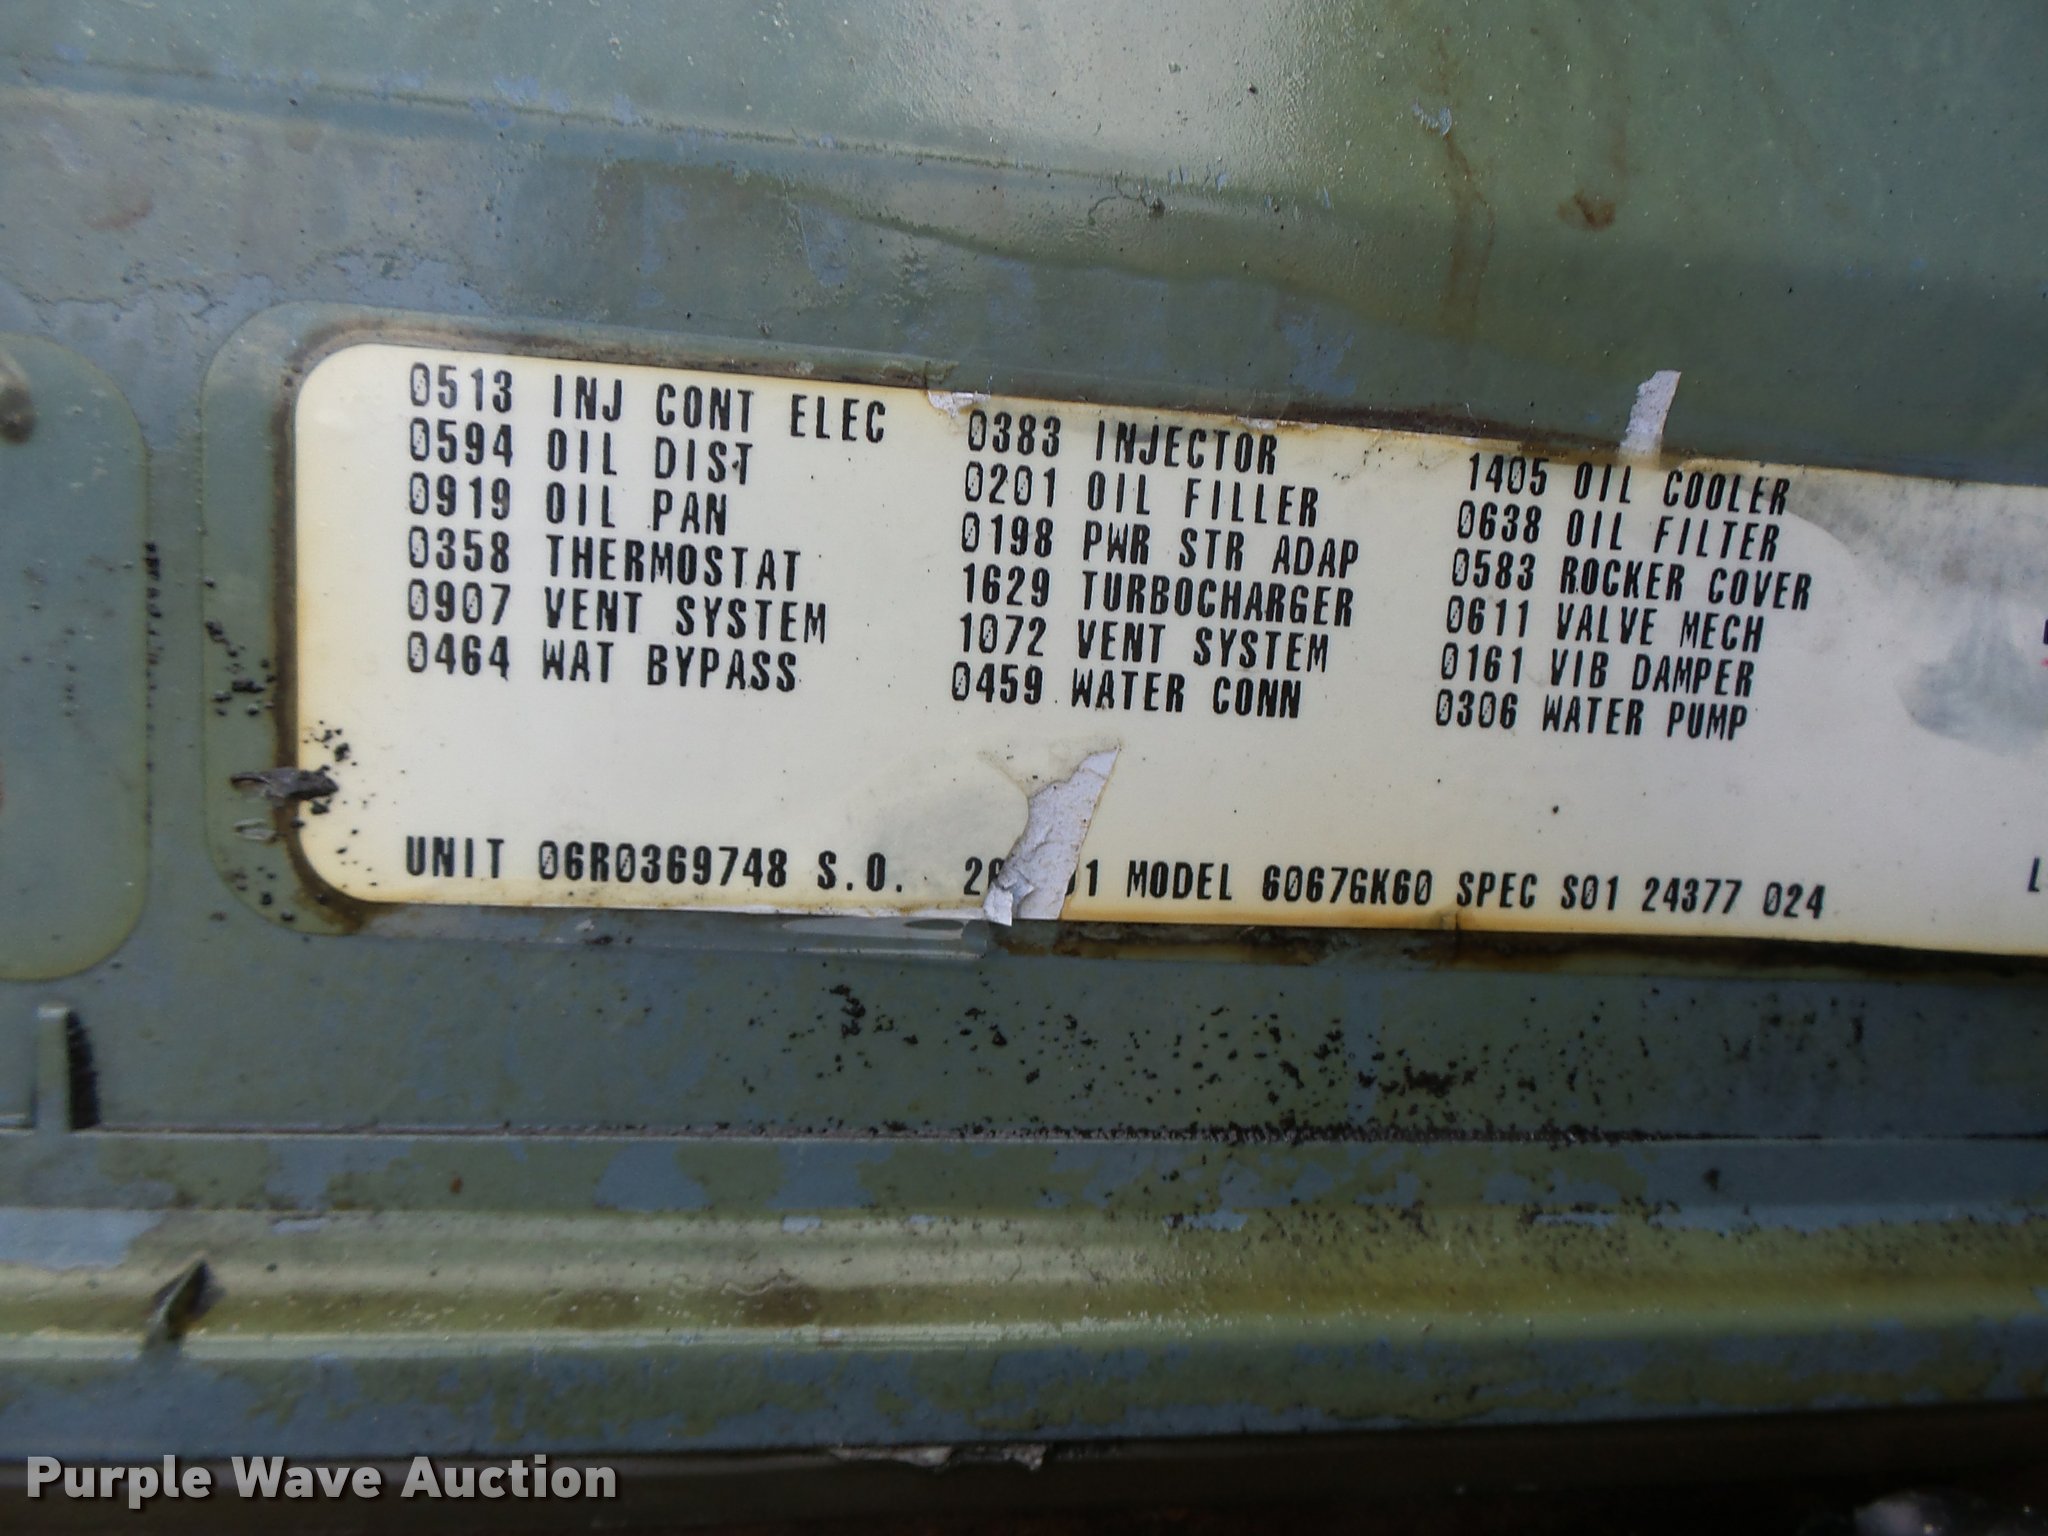 0513 INJ CONT ELEC
0594 OIL DIST
0919 OIL PAN
0358 THERMOSTAT
0907 VENT SYSTEM
0464 WAT BYPASS
0383 INJECTOR
0201 OIL FILLER
0198 PWR STR ADAP
1629 TURBOCHARGER
1072 VENT SYSTEM
0459 WATER CONN
1405 OIL COOLER
0638 OIL FILTER
0583 ROCKER COVER
0611 VALVE MECH
0161 VIB DAMPER
0306 WATER PUMP
UNIT 06R0369748 S.O. MODEL 6067GK60 SPEC S01 24377 024
Purple Wave Auction